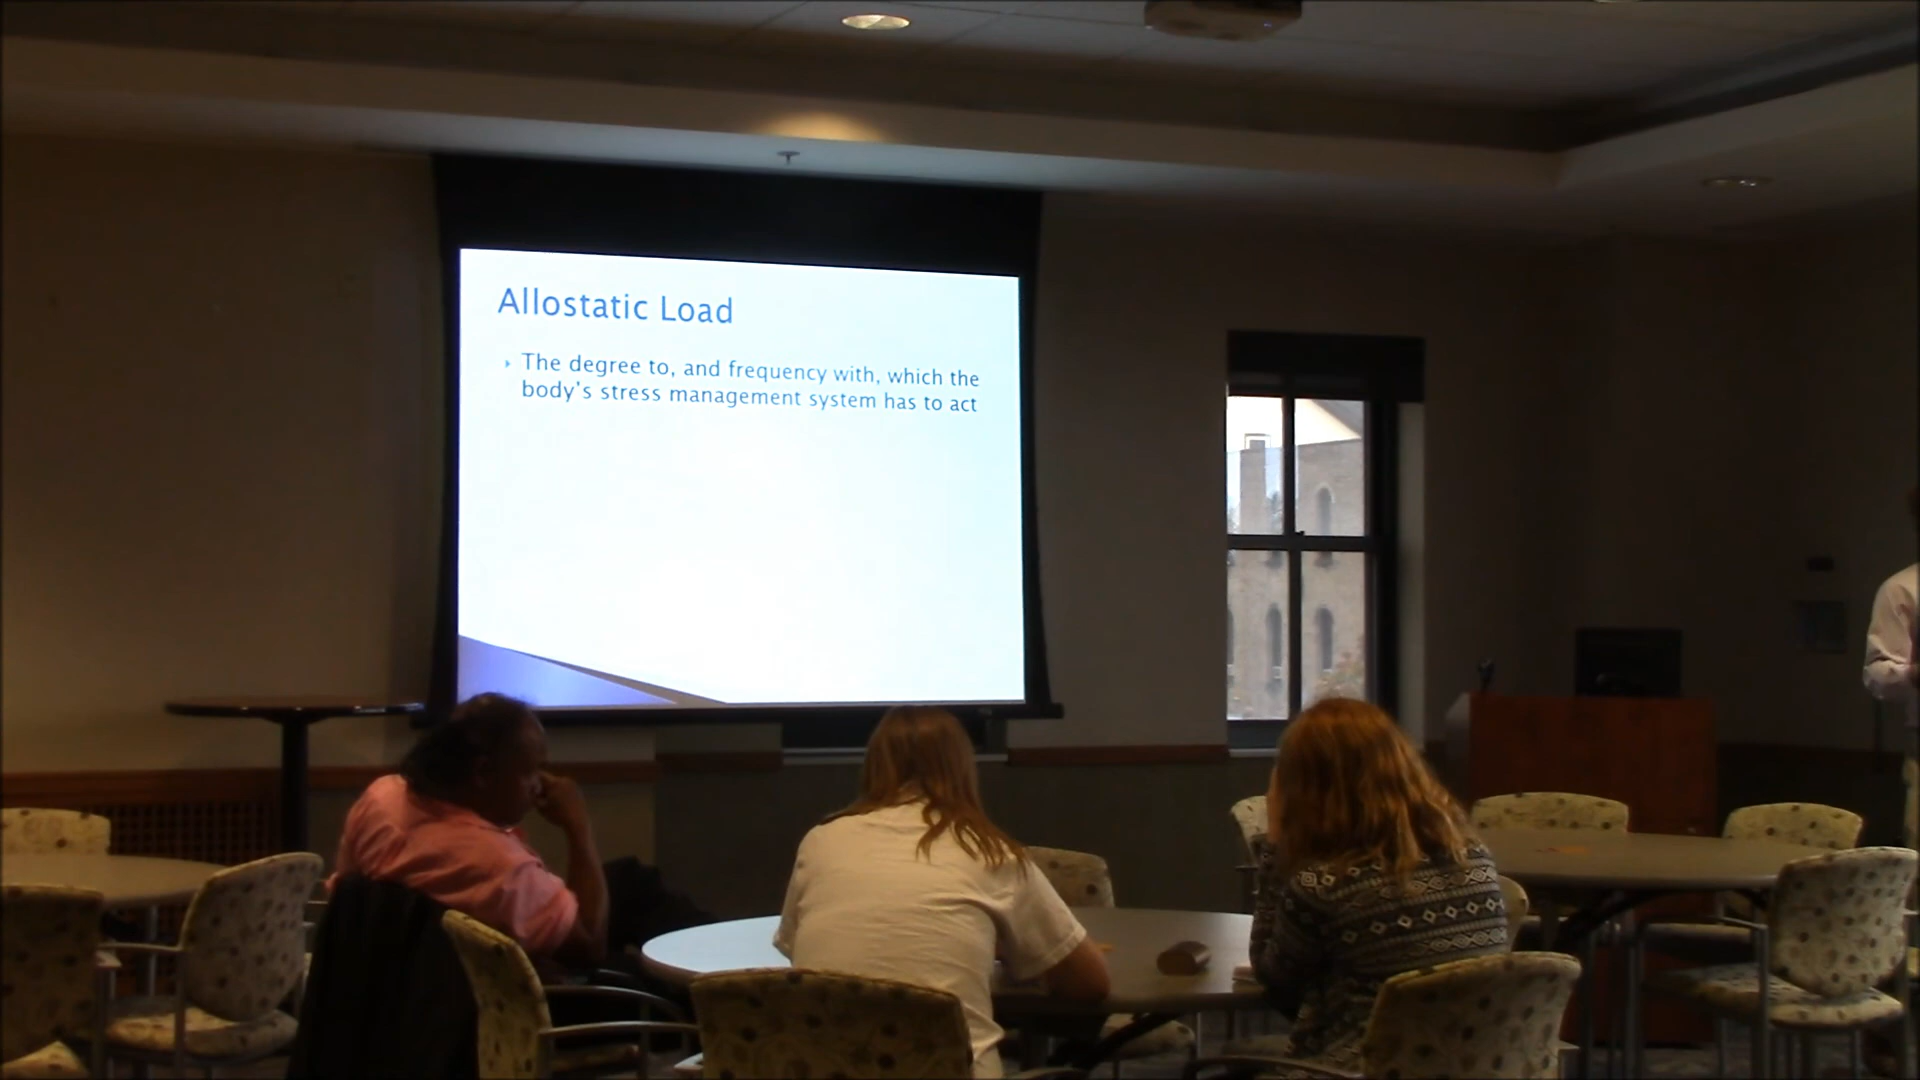 Allostatic Load
The degree to, and frequency with, which the
body's stress management system has to act